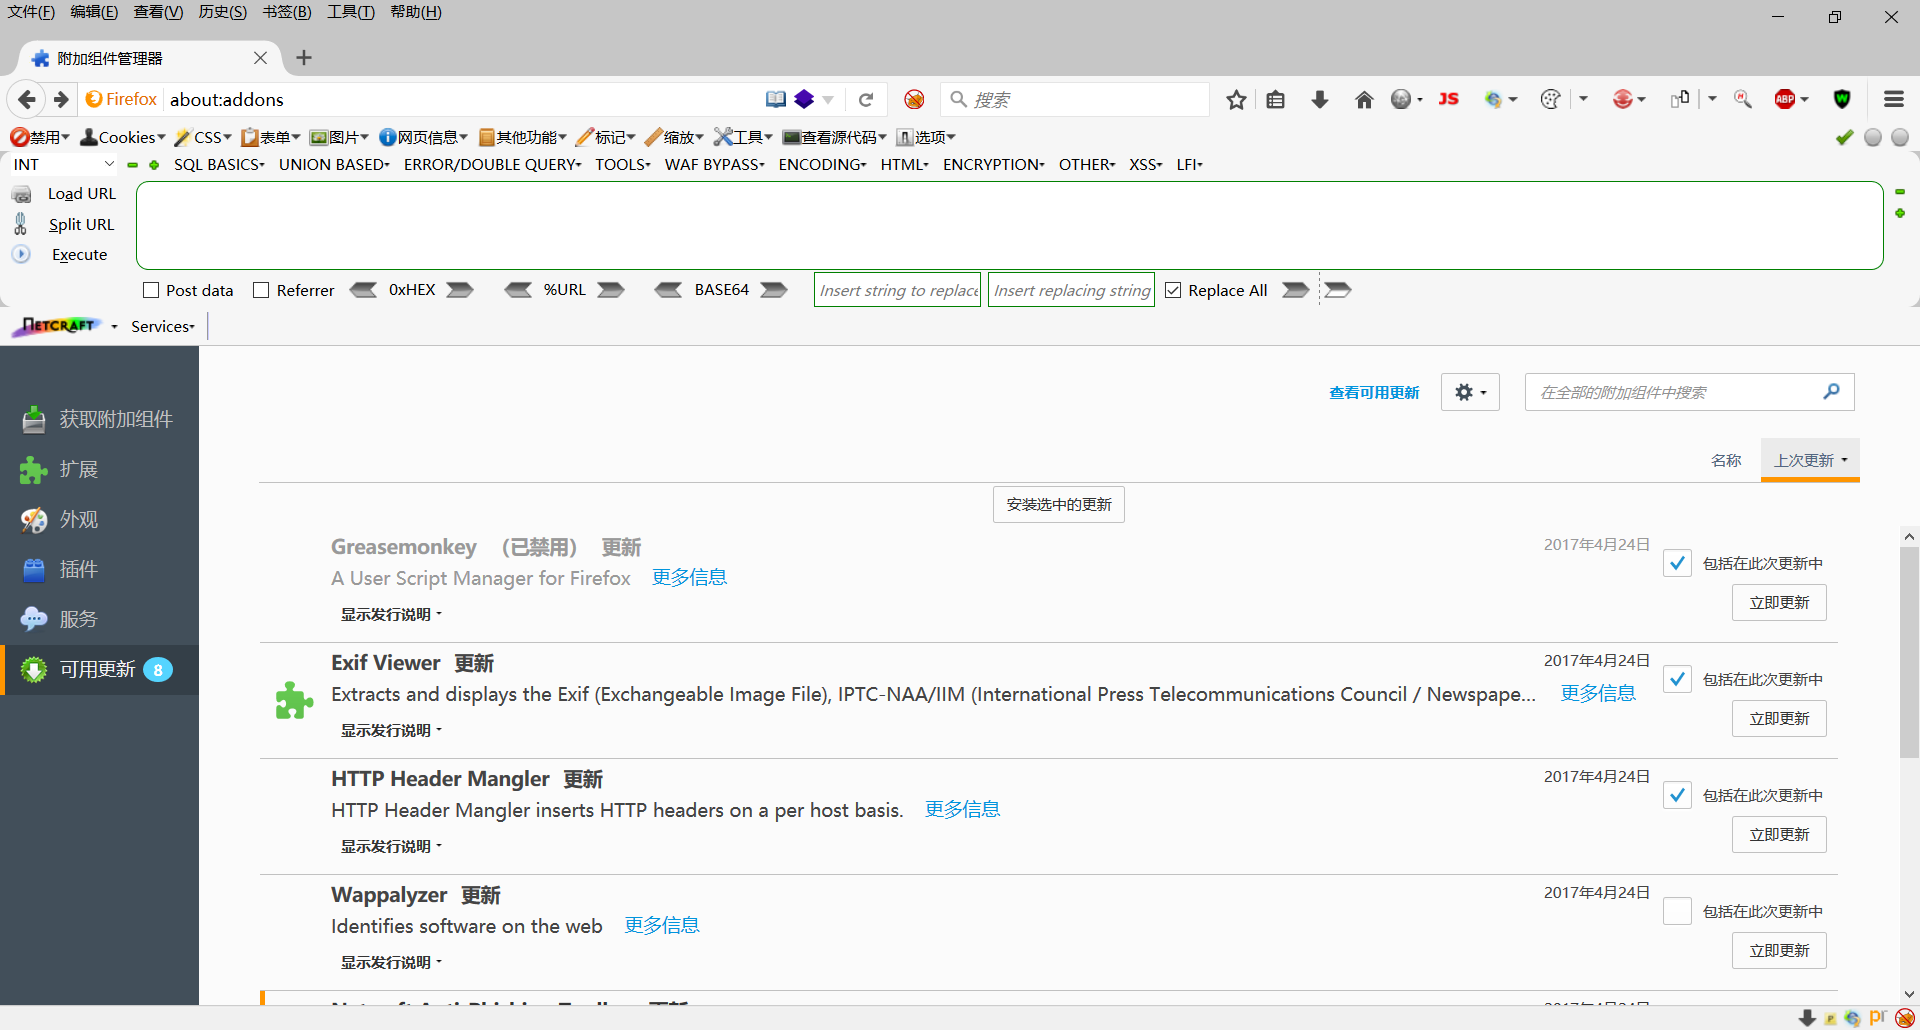 文件(F) 编辑(E) 查看(V) 历史(S) 书签(B) 工具(T) 帮助(H)
附加组件管理器
Firefox about:addons 搜索 JS ABP W
禁用 Cookies CSS 表单 图片 网页信息 其他功能 标记 缩放 工具 查看源代码 选项
INT SQL BASICS UNION BASED ERROR/DOUBLE QUERY TOOLS WAF BYPASS ENCODING HTML ENCRYPTION OTHER XSS LFI
Load URL
Split URL
Execute
Post data Referrer 0xHEX %URL BASE64 Insert string to replace Insert replacing string Replace All
NETCRAFT Services
查看可用更新 在全部的附加组件中搜索
获取附加组件
扩展
外观
插件
服务
可用更新 8
名称 上次更新
安装选中的更新
Greasemonkey （已禁用） 更新 2017年4月24日
A User Script Manager for Firefox 更多信息 包括在此次更新中
显示发行说明 立即更新
Exif Viewer 更新 2017年4月24日
Extracts and displays the Exif (Exchangeable Image File), IPTC-NAA/IIM (International Press Telecommunications Council / Newspape... 更多信息 包括在此次更新中
显示发行说明 立即更新
HTTP Header Mangler 更新 2017年4月24日
HTTP Header Mangler inserts HTTP headers on a per host basis. 更多信息 包括在此次更新中
显示发行说明 立即更新
Wappalyzer 更新 2017年4月24日
Identifies software on the web 更多信息 包括在此次更新中
显示发行说明 立即更新
pr